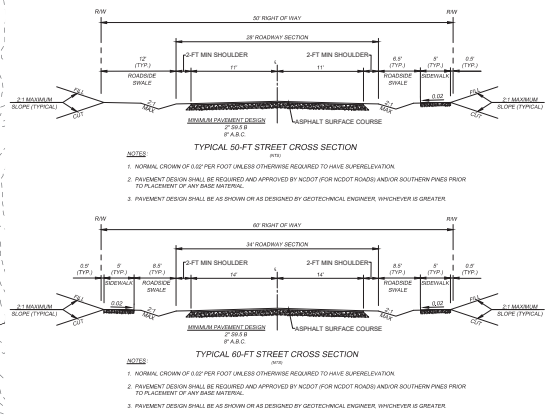 R/W R/W
50' RIGHT OF WAY
26' ROADWAY SECTION
12' (TYP.) ROADSIDE SWALE
2-FT MIN SHOULDER 2-FT MIN SHOULDER
11' 11'
6.5' (TYP.) ROADSIDE SWALE
5' (TYP.) SIDEWALK
0.5' (TYP.)
FILL
2:1 MAXIMUM SLOPE (TYPICAL)
CUT
2:1 MAX
2:1 MAX
0.02
FILL
2:1 MAXIMUM SLOPE (TYPICAL)
CUT
MINIMUM PAVEMENT DESIGN
2" S9.5 B
8" A.B.C.
ASPHALT SURFACE COURSE
TYPICAL 50-FT STREET CROSS SECTION
(NTS)
NOTES:
1. NORMAL CROWN OF 0.02' PER FOOT UNLESS OTHERWISE REQUIRED TO HAVE SUPERELEVATION.
2. PAVEMENT DESIGN SHALL BE REQUIRED AND APPROVED BY NCDOT (FOR NCDOT ROADS) AND/OR SOUTHERN PINES PRIOR
TO PLACEMENT OF ANY BASE MATERIAL.
3. PAVEMENT DESIGN SHALL BE AS SHOWN OR AS DESIGNED BY GEOTECHNICAL ENGINEER, WHICHEVER IS GREATER.
R/W R/W
60' RIGHT OF WAY
34' ROADWAY SECTION
0.5' (TYP.)
5' (TYP.) SIDEWALK
8.5' (TYP.) ROADSIDE SWALE
2-FT MIN SHOULDER 2-FT MIN SHOULDER
14' 14'
8.5' (TYP.) ROADSIDE SWALE
5' (TYP.) SIDEWALK
0.5' (TYP.)
FILL
2:1 MAXIMUM SLOPE (TYPICAL)
CUT
0.02
2:1 MAX
2:1 MAX
0.02
FILL
2:1 MAXIMUM SLOPE (TYPICAL)
CUT
MINIMUM PAVEMENT DESIGN
2" S9.5 B
8" A.B.C.
ASPHALT SURFACE COURSE
TYPICAL 60-FT STREET CROSS SECTION
(NTS)
NOTES:
1. NORMAL CROWN OF 0.02' PER FOOT UNLESS OTHERWISE REQUIRED TO HAVE SUPERELEVATION.
2. PAVEMENT DESIGN SHALL BE REQUIRED AND APPROVED BY NCDOT (FOR NCDOT ROADS) AND/OR SOUTHERN PINES PRIOR
TO PLACEMENT OF ANY BASE MATERIAL.
3. PAVEMENT DESIGN SHALL BE AS SHOWN OR AS DESIGNED BY GEOTECHNICAL ENGINEER, WHICHEVER IS GREATER.